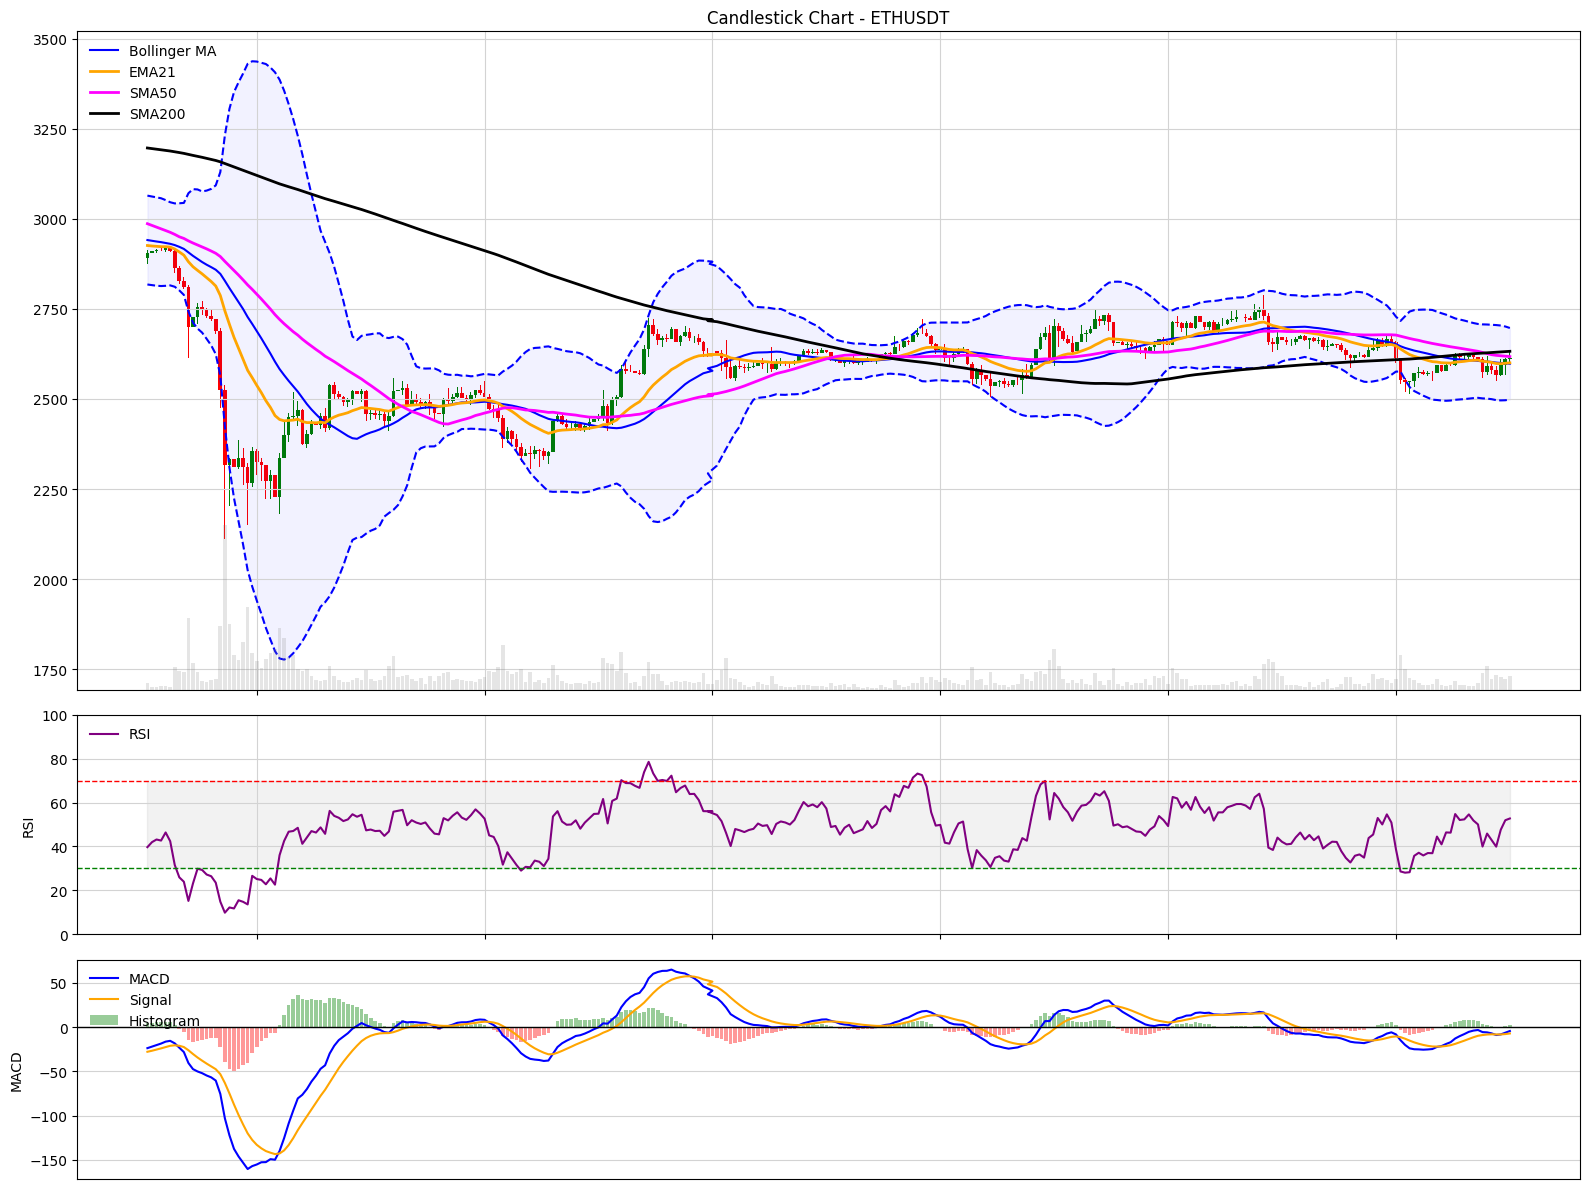 Candlestick Chart - ETHUSDT
3500
3250
3000
2750
2500
2250
2000
1750
Bollinger MA
EMA21
SMA50
SMA200
100
80
60
40
20
0
RSI
RSI
50
0
−50
−100
−150
MACD
MACD
Signal
Histogram